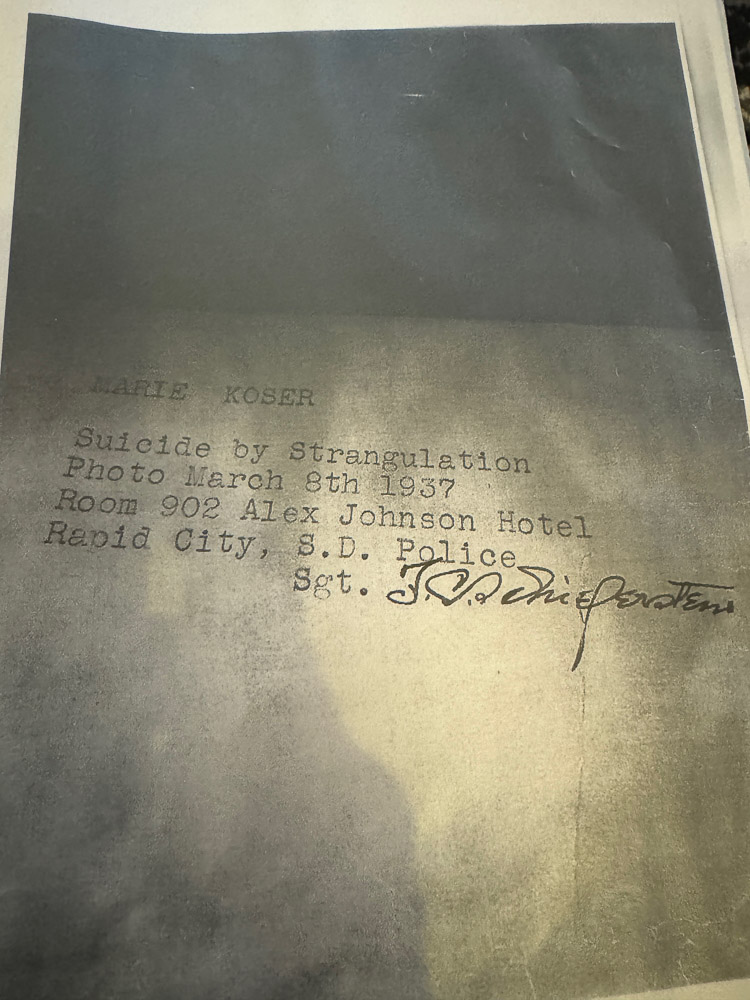 MARIE KOSER
Suicide by Strangulation
Photo March 8th 1937
Room 902 Alex Johnson Hotel
Rapid City, S.D. Police
Sgt.